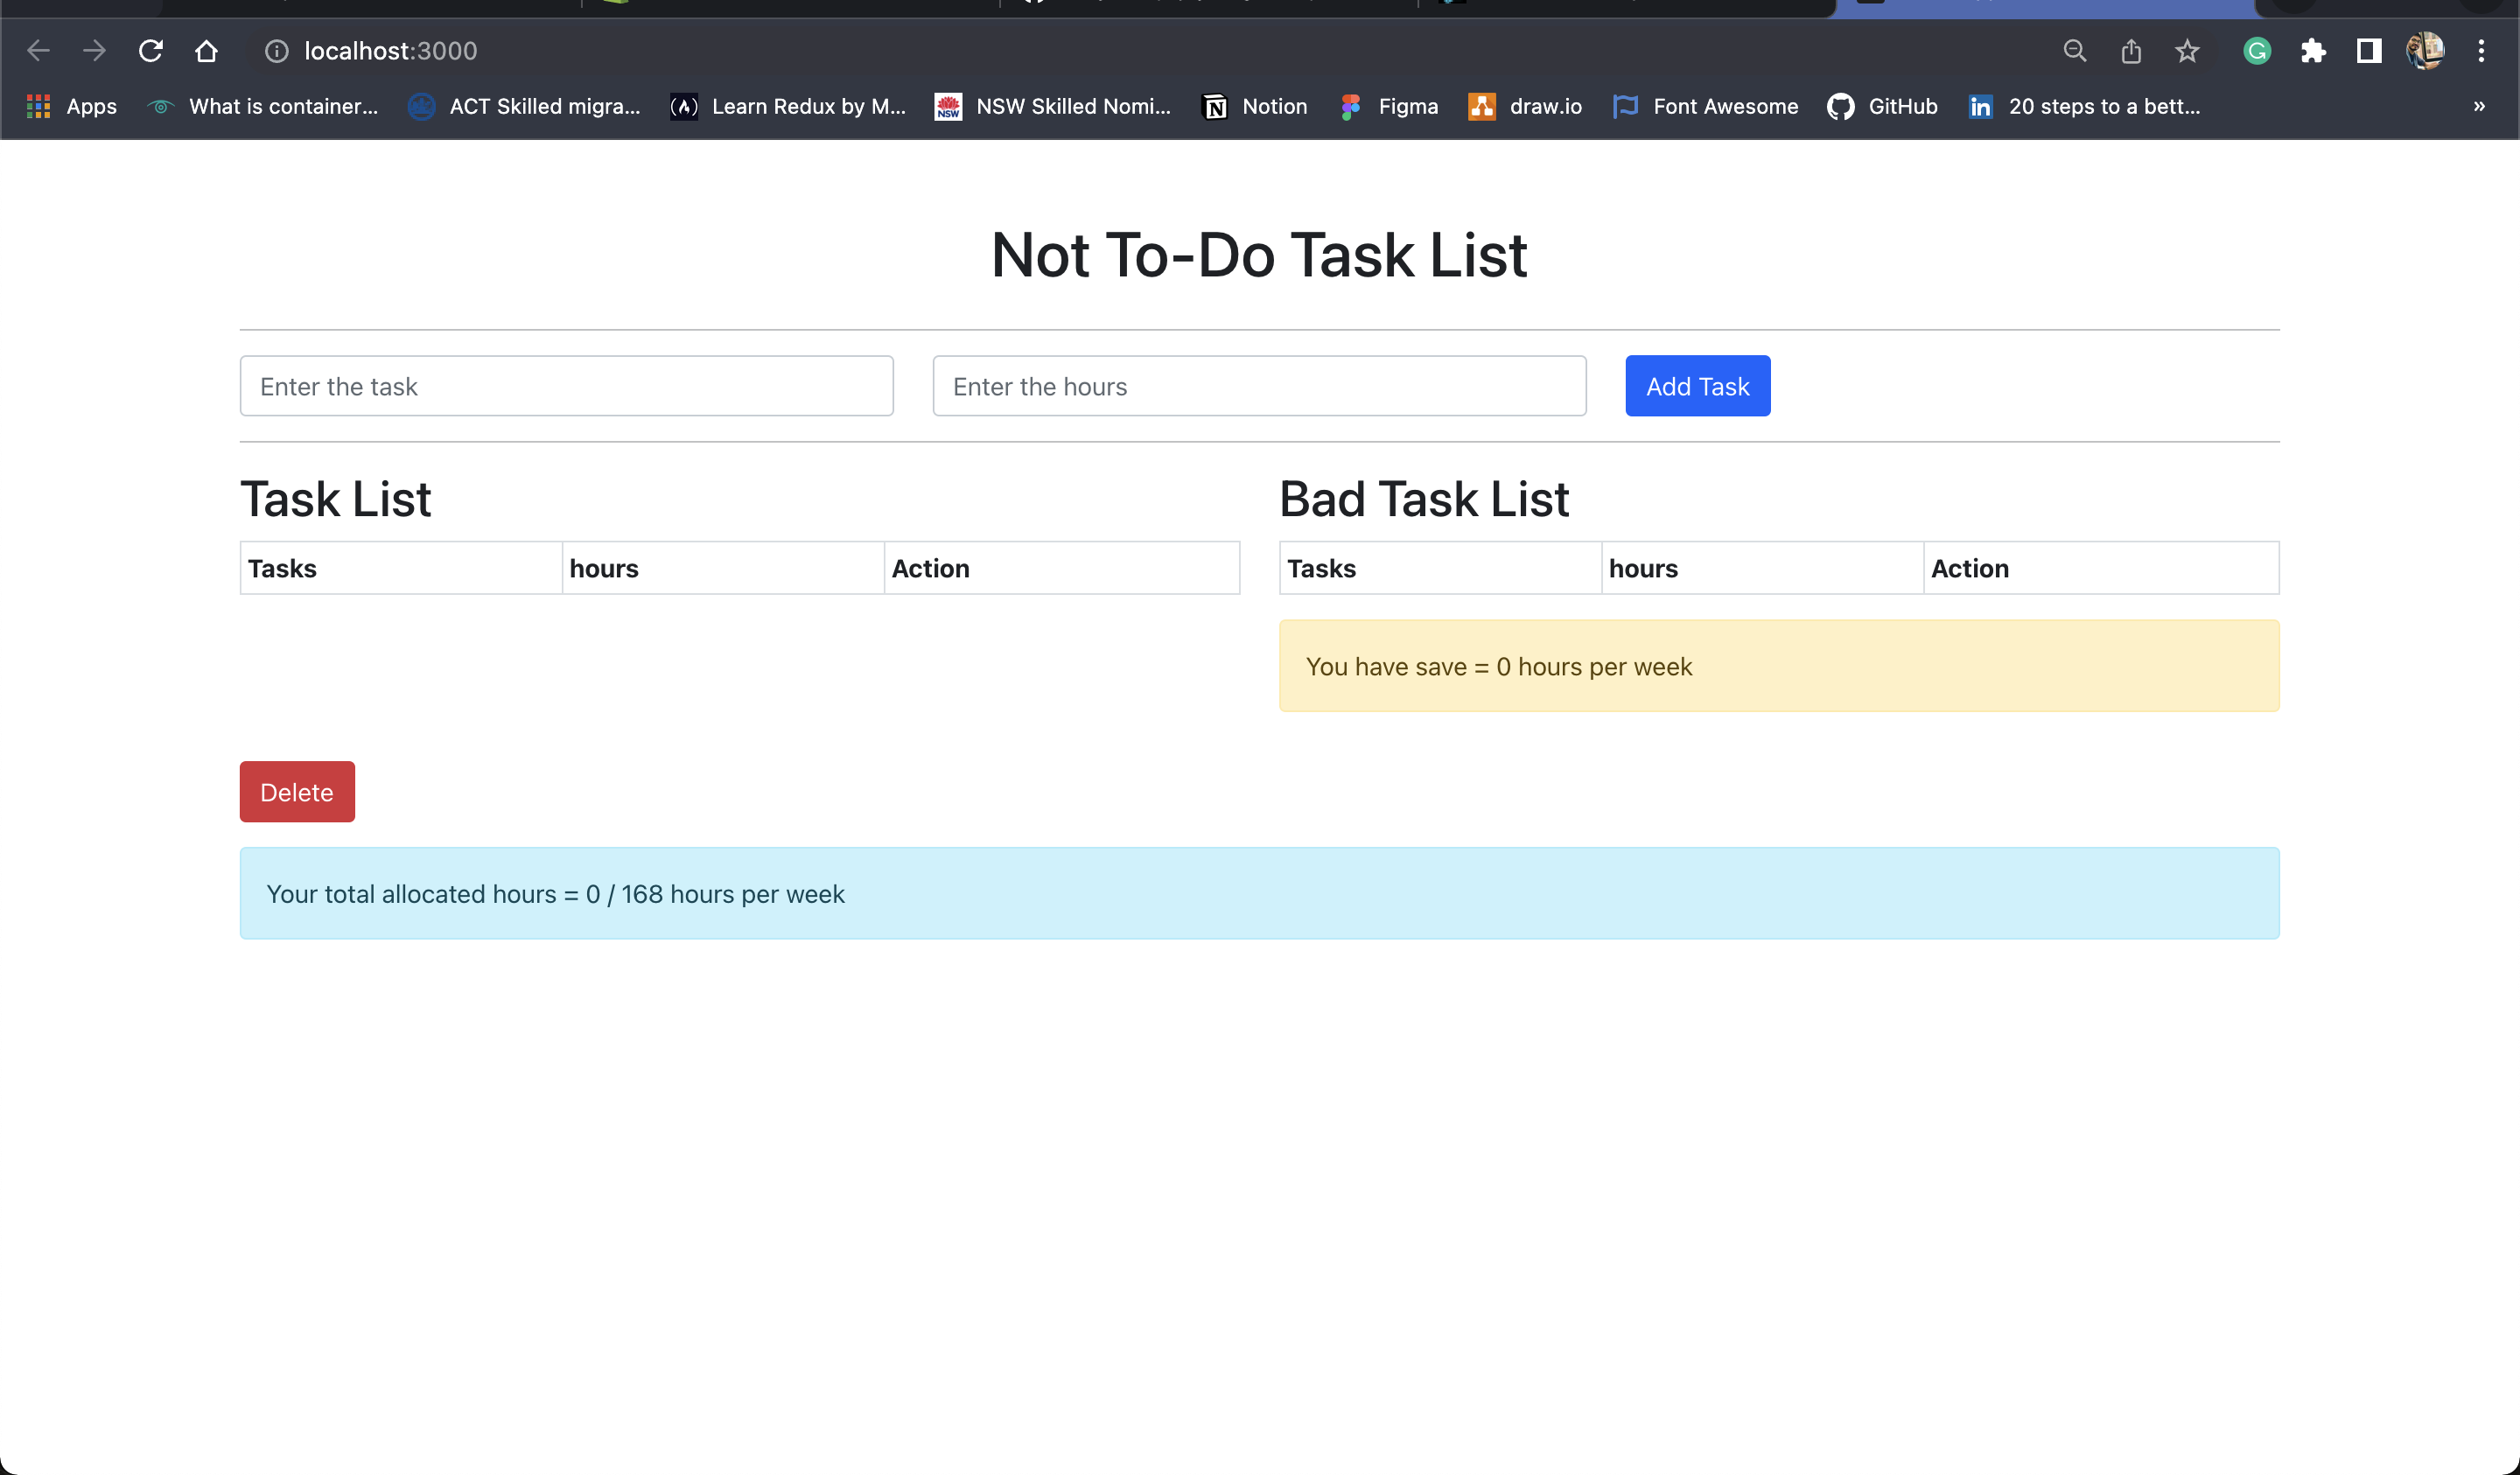 localhost:3000
Apps What is container... ACT Skilled migra... Learn Redux by M... NSW Skilled Nomi... Notion Figma draw.io Font Awesome GitHub 20 steps to a bett... »
Not To-Do Task List
Enter the task Enter the hours Add Task
Task List
Tasks hours Action
Bad Task List
Tasks hours Action
You have save = 0 hours per week
Delete
Your total allocated hours = 0 / 168 hours per week